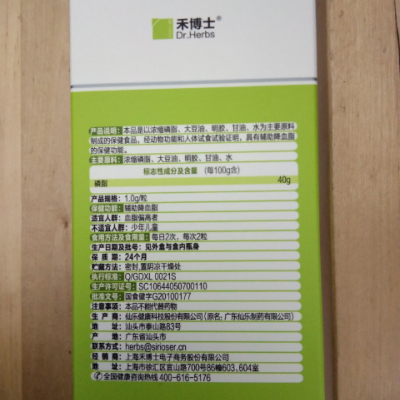 禾博士®
Dr.Herbs
产品说明：本品是以浓缩磷脂、大豆油、明胶、甘油、水为主要原料
制成的保健食品，经动物功能和人体试食试验证明，具有辅助降血脂
的保健功能。
主要原料：浓缩磷脂、大豆油、明胶、甘油、水
标志性成分及含量（每100g含）
磷脂 40g
产品规格：1.0g/粒
保健功能：辅助降血脂
适宜人群：血脂偏高者
不适宜人群：少年儿童
食用方法及食用量：每日2次，每次2粒
生产日期及批号：见外盒与盒内瓶身
保质期：24个月
贮藏方法：密封，置阴凉干燥处
执行标准：Q/GDXL 0021S
生产许可证号：SC10644050700110
批准文号：国食健字G20100177
注意事项：本品不能代替药物
生产商：仙乐健康科技股份有限公司（原名：广东仙乐制药有限公司）
地址：汕头市泰山路83号
产地：广东省汕头市
联系方式：herbs@sirioser.cn
经销商：上海禾博士电子商务股份有限公司
地址：上海市徐汇区宜山路700号86幢603,604室
全国健康咨询热线 400-616-5176